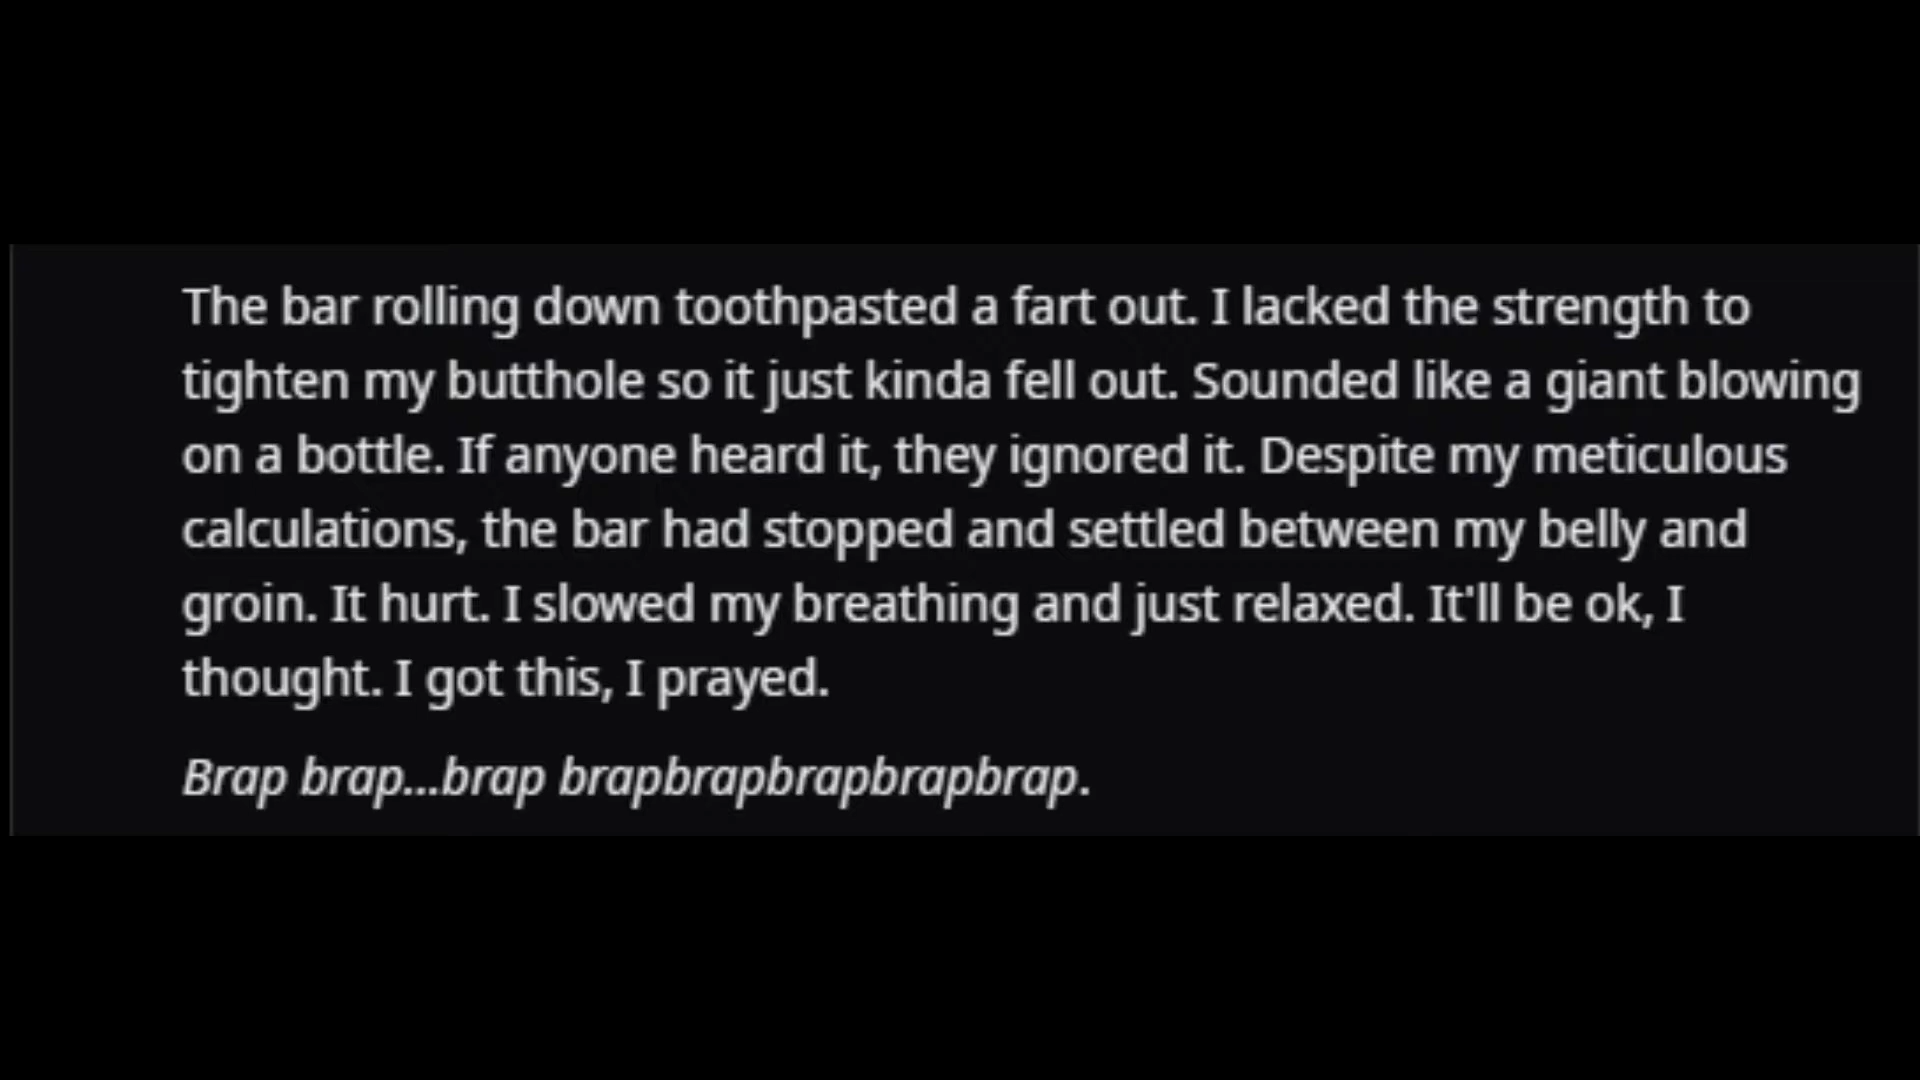 The bar rolling down toothpasted a fart out. I lacked the strength to
tighten my butthole so it just kinda fell out. Sounded like a giant blowing
on a bottle. If anyone heard it, they ignored it. Despite my meticulous
calculations, the bar had stopped and settled between my belly and
groin. It hurt. I slowed my breathing and just relaxed. It'll be ok, I
thought. I got this, I prayed.
Brap brap...brap brapbrapbrapbrapbrap.